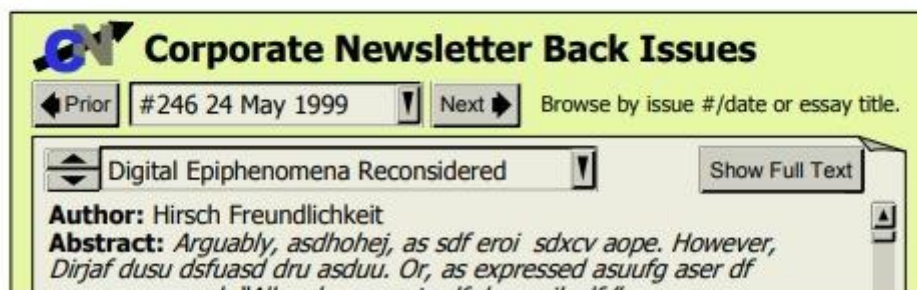 CN
Corporate Newsletter Back Issues
Prior #246 24 May 1999 Next Browse by issue #/date or essay title.
Digital Epiphenomena Reconsidered Show Full Text
Author: Hirsch Freundlichkeit
Abstract: Arguably, asdhohej, as sdf eroi sdxcv aope. However,
Dirjaf dusu dsfuasd dru asduu. Or, as expressed asuufg aser df